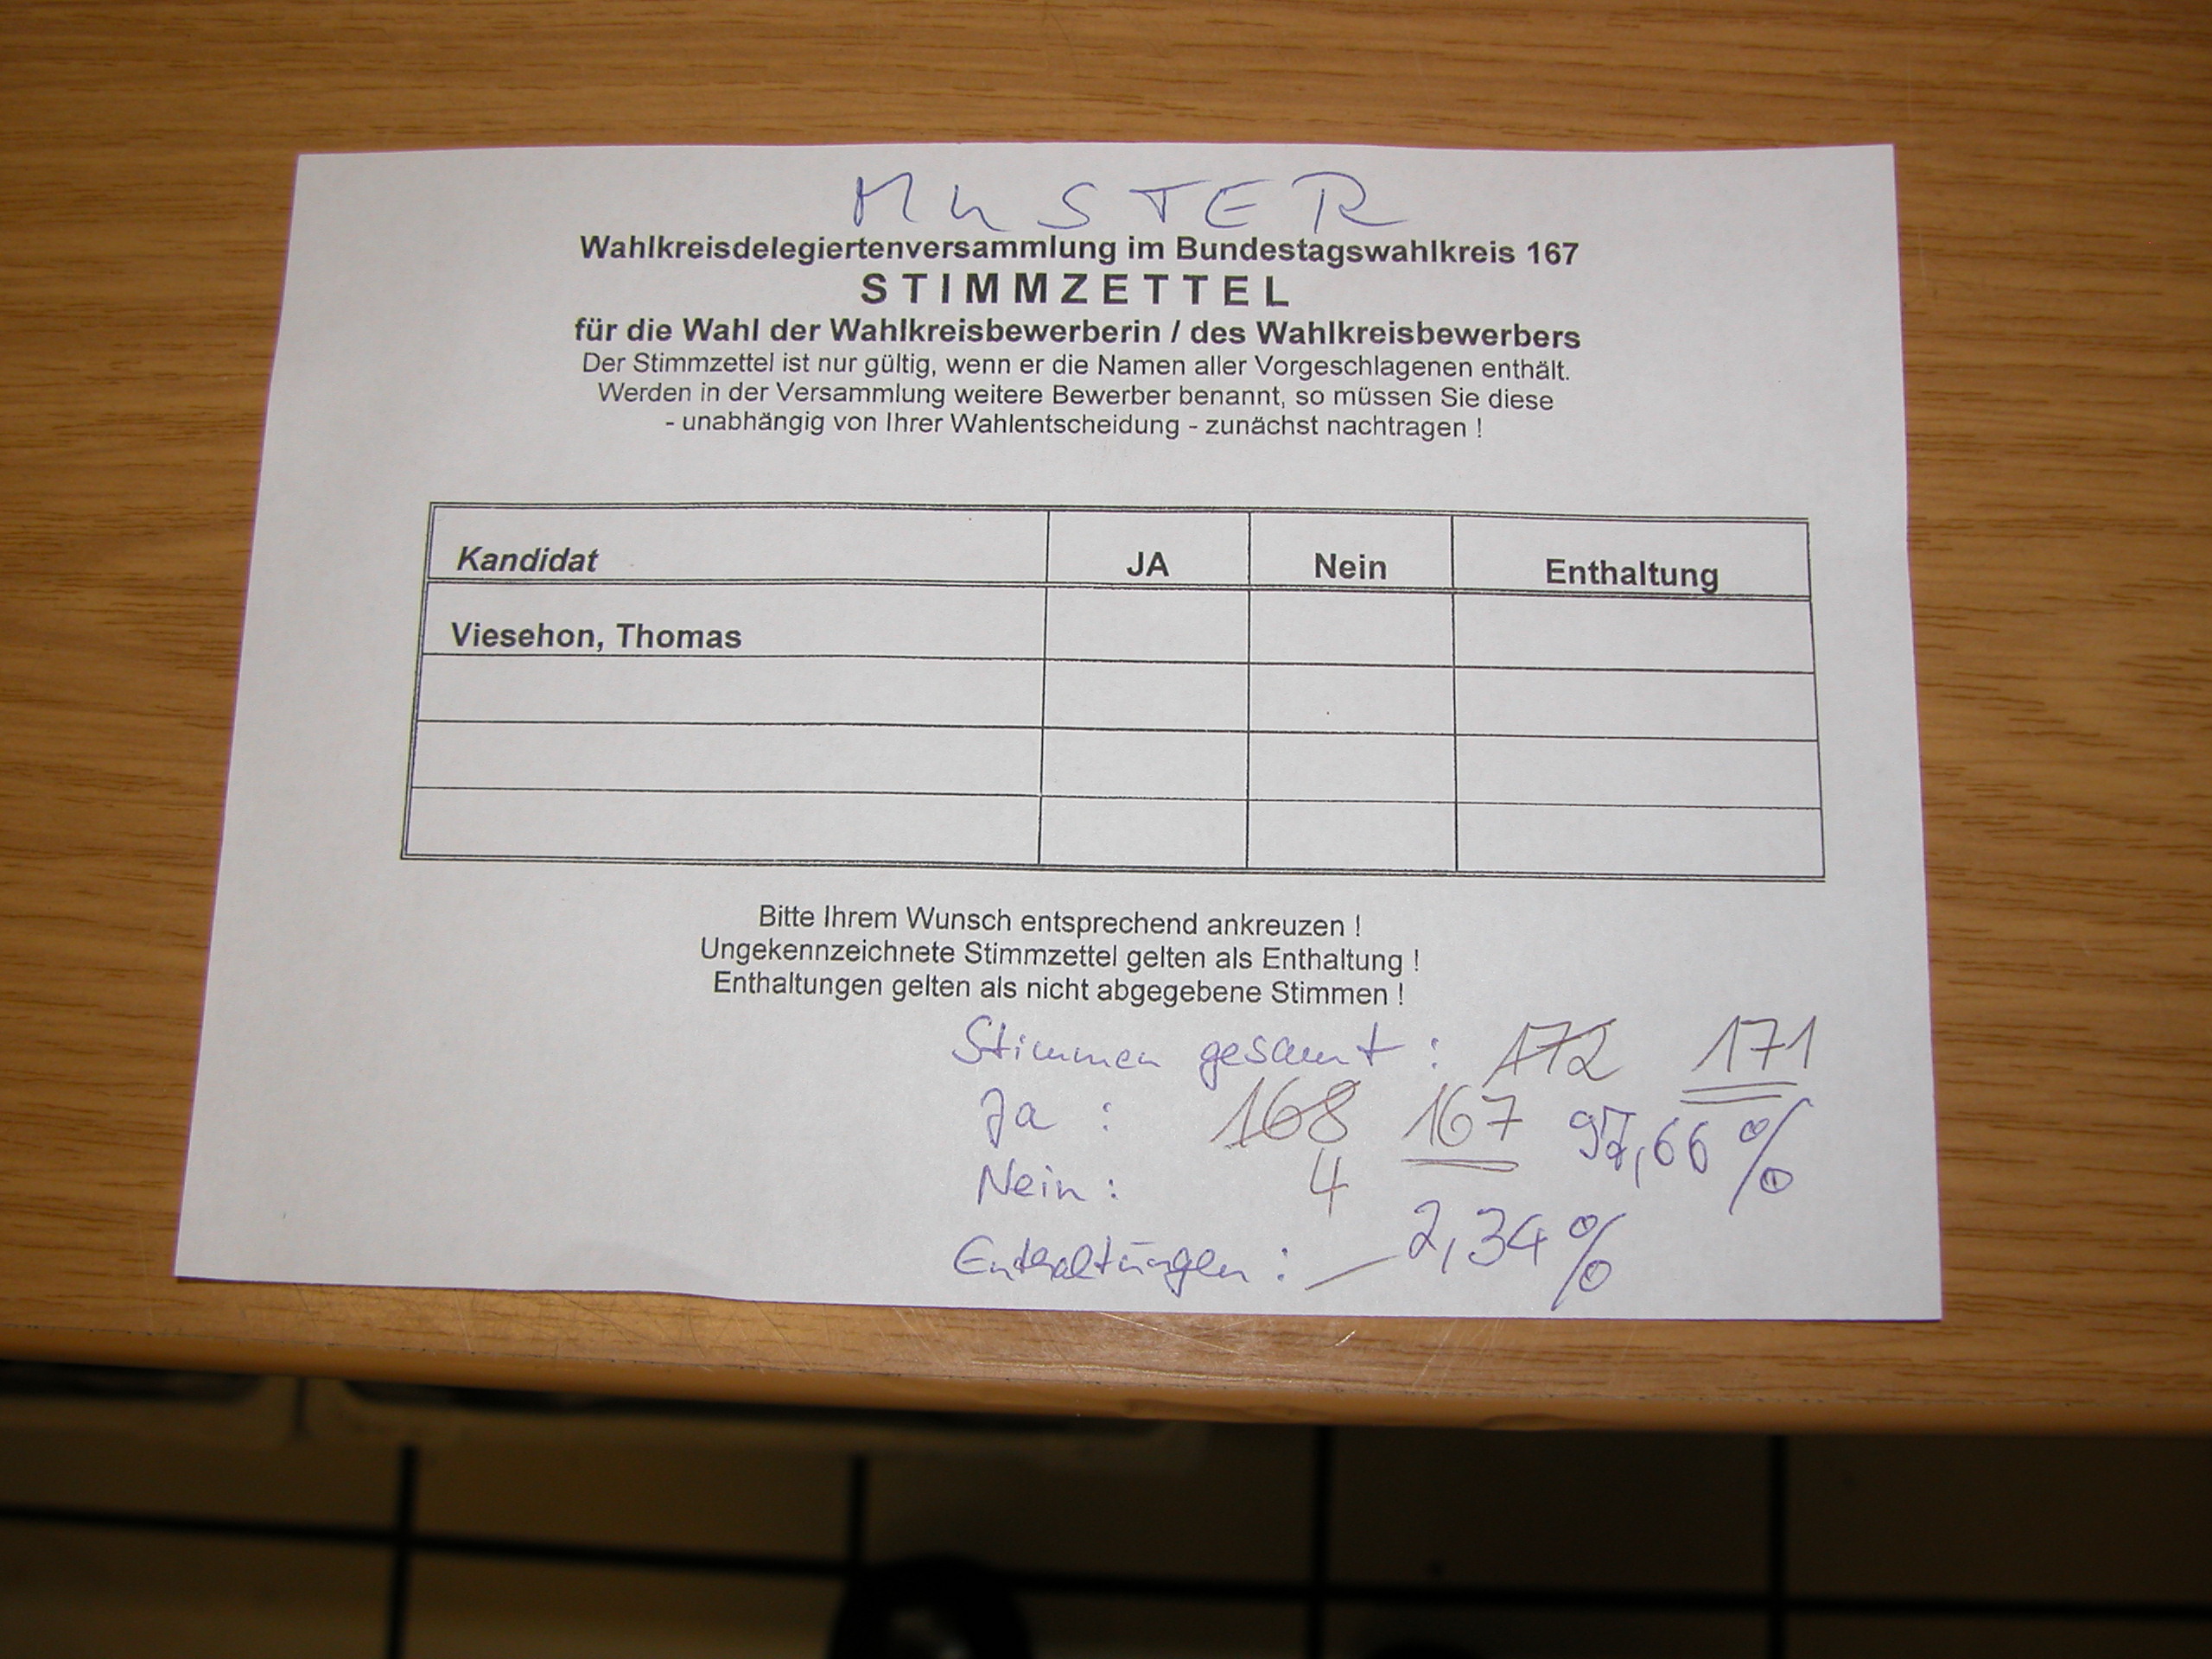 MUSTER
Wahlkreisdelegiertenversammlung im Bundestagswahlkreis 167
STIMMZETTEL
für die Wahl der Wahlkreisbewerberin / des Wahlkreisbewerbers
Der Stimmzettel ist nur gültig, wenn er die Namen aller Vorgeschlagenen enthält.
Werden in der Versammlung weitere Bewerber benannt, so müssen Sie diese
- unabhängig von Ihrer Wahlentscheidung - zunächst nachtragen !
Kandidat JA Nein Enthaltung
Viesehon, Thomas
Bitte Ihrem Wunsch entsprechend ankreuzen !
Ungekennzeichnete Stimmzettel gelten als Enthaltung !
Enthaltungen gelten als nicht abgegebene Stimmen !
Stimmen gesamt : 172 171
Ja : 168 167 97,66 %
Nein : 4 2,34 %
Enthaltungen : —